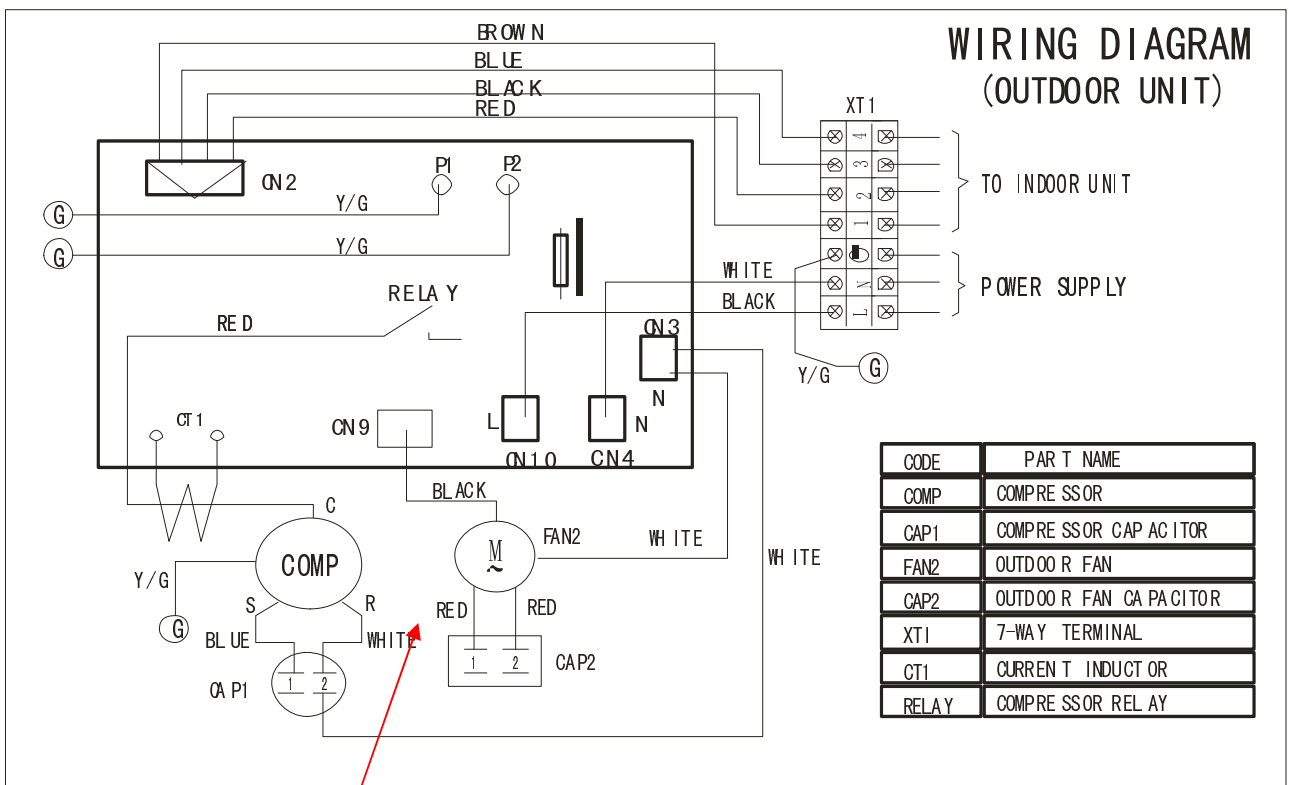 BROWN
WIRING DIAGRAM
(OUTDOOR UNIT)
BLUE
BLACK
RED
XT1
4
3
2
1
N
L
TO INDOOR UNIT
POWER SUPPLY
CN2
P1
P2
G
Y/G
G
Y/G
WHITE
BLACK
RELAY
RED
CN3
N
Y/G
G
CT1
CN9
L
N
CN10
CN4
BLACK
C
COMP
Y/G
G
S
R
BLUE
WHITE
CAP1
1
2
M
~
FAN2
WHITE
WHITE
RED
RED
1
2
CAP2
CODE PART NAME
COMP COMPRESSOR
CAP1 COMPRESSOR CAPACITOR
FAN2 OUTDOOR FAN
CAP2 OUTDOOR FAN CAPACITOR
XTI 7-WAY TERMINAL
CT1 CURRENT INDUCTOR
RELAY COMPRESSOR RELAY